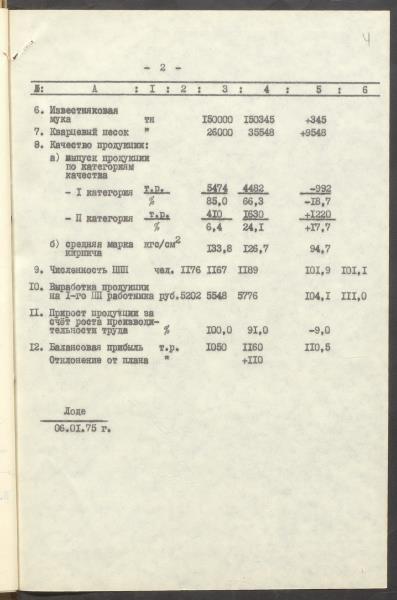 4
- 2 -
№: А : I : 2 : 3 : 4 : 5 : 6
6. Известняковая
мука тн 150000 150345 +345
7. Кварцевый песок " 26000 35548 +9548
8. Качество продукции:
а) выпуск продукции
по категориям
качества
- I категория т.р. 5474 4482 -992
% 85,0 66,3 -18,7
- II категория т.р. 410 1630 +1220
% 6,4 24,1 +17,7
б) средняя марка кгс/см2
кирпича 133,8 126,7 94,7
9. Численность ППП чел. 1176 1167 1189 101,9 101,1
10. Выработка продукции
на I-го ПП работника руб. 5202 5548 5776 104,1 111,0
11. Прирост продукции за
счёт роста производи-
тельности труда % 100,0 91,0 -9,0
12. Балансовая прибыль т.р. 1050 1160 110,5
Отклонение от плана " +110
Лоде
06.01.75 г.